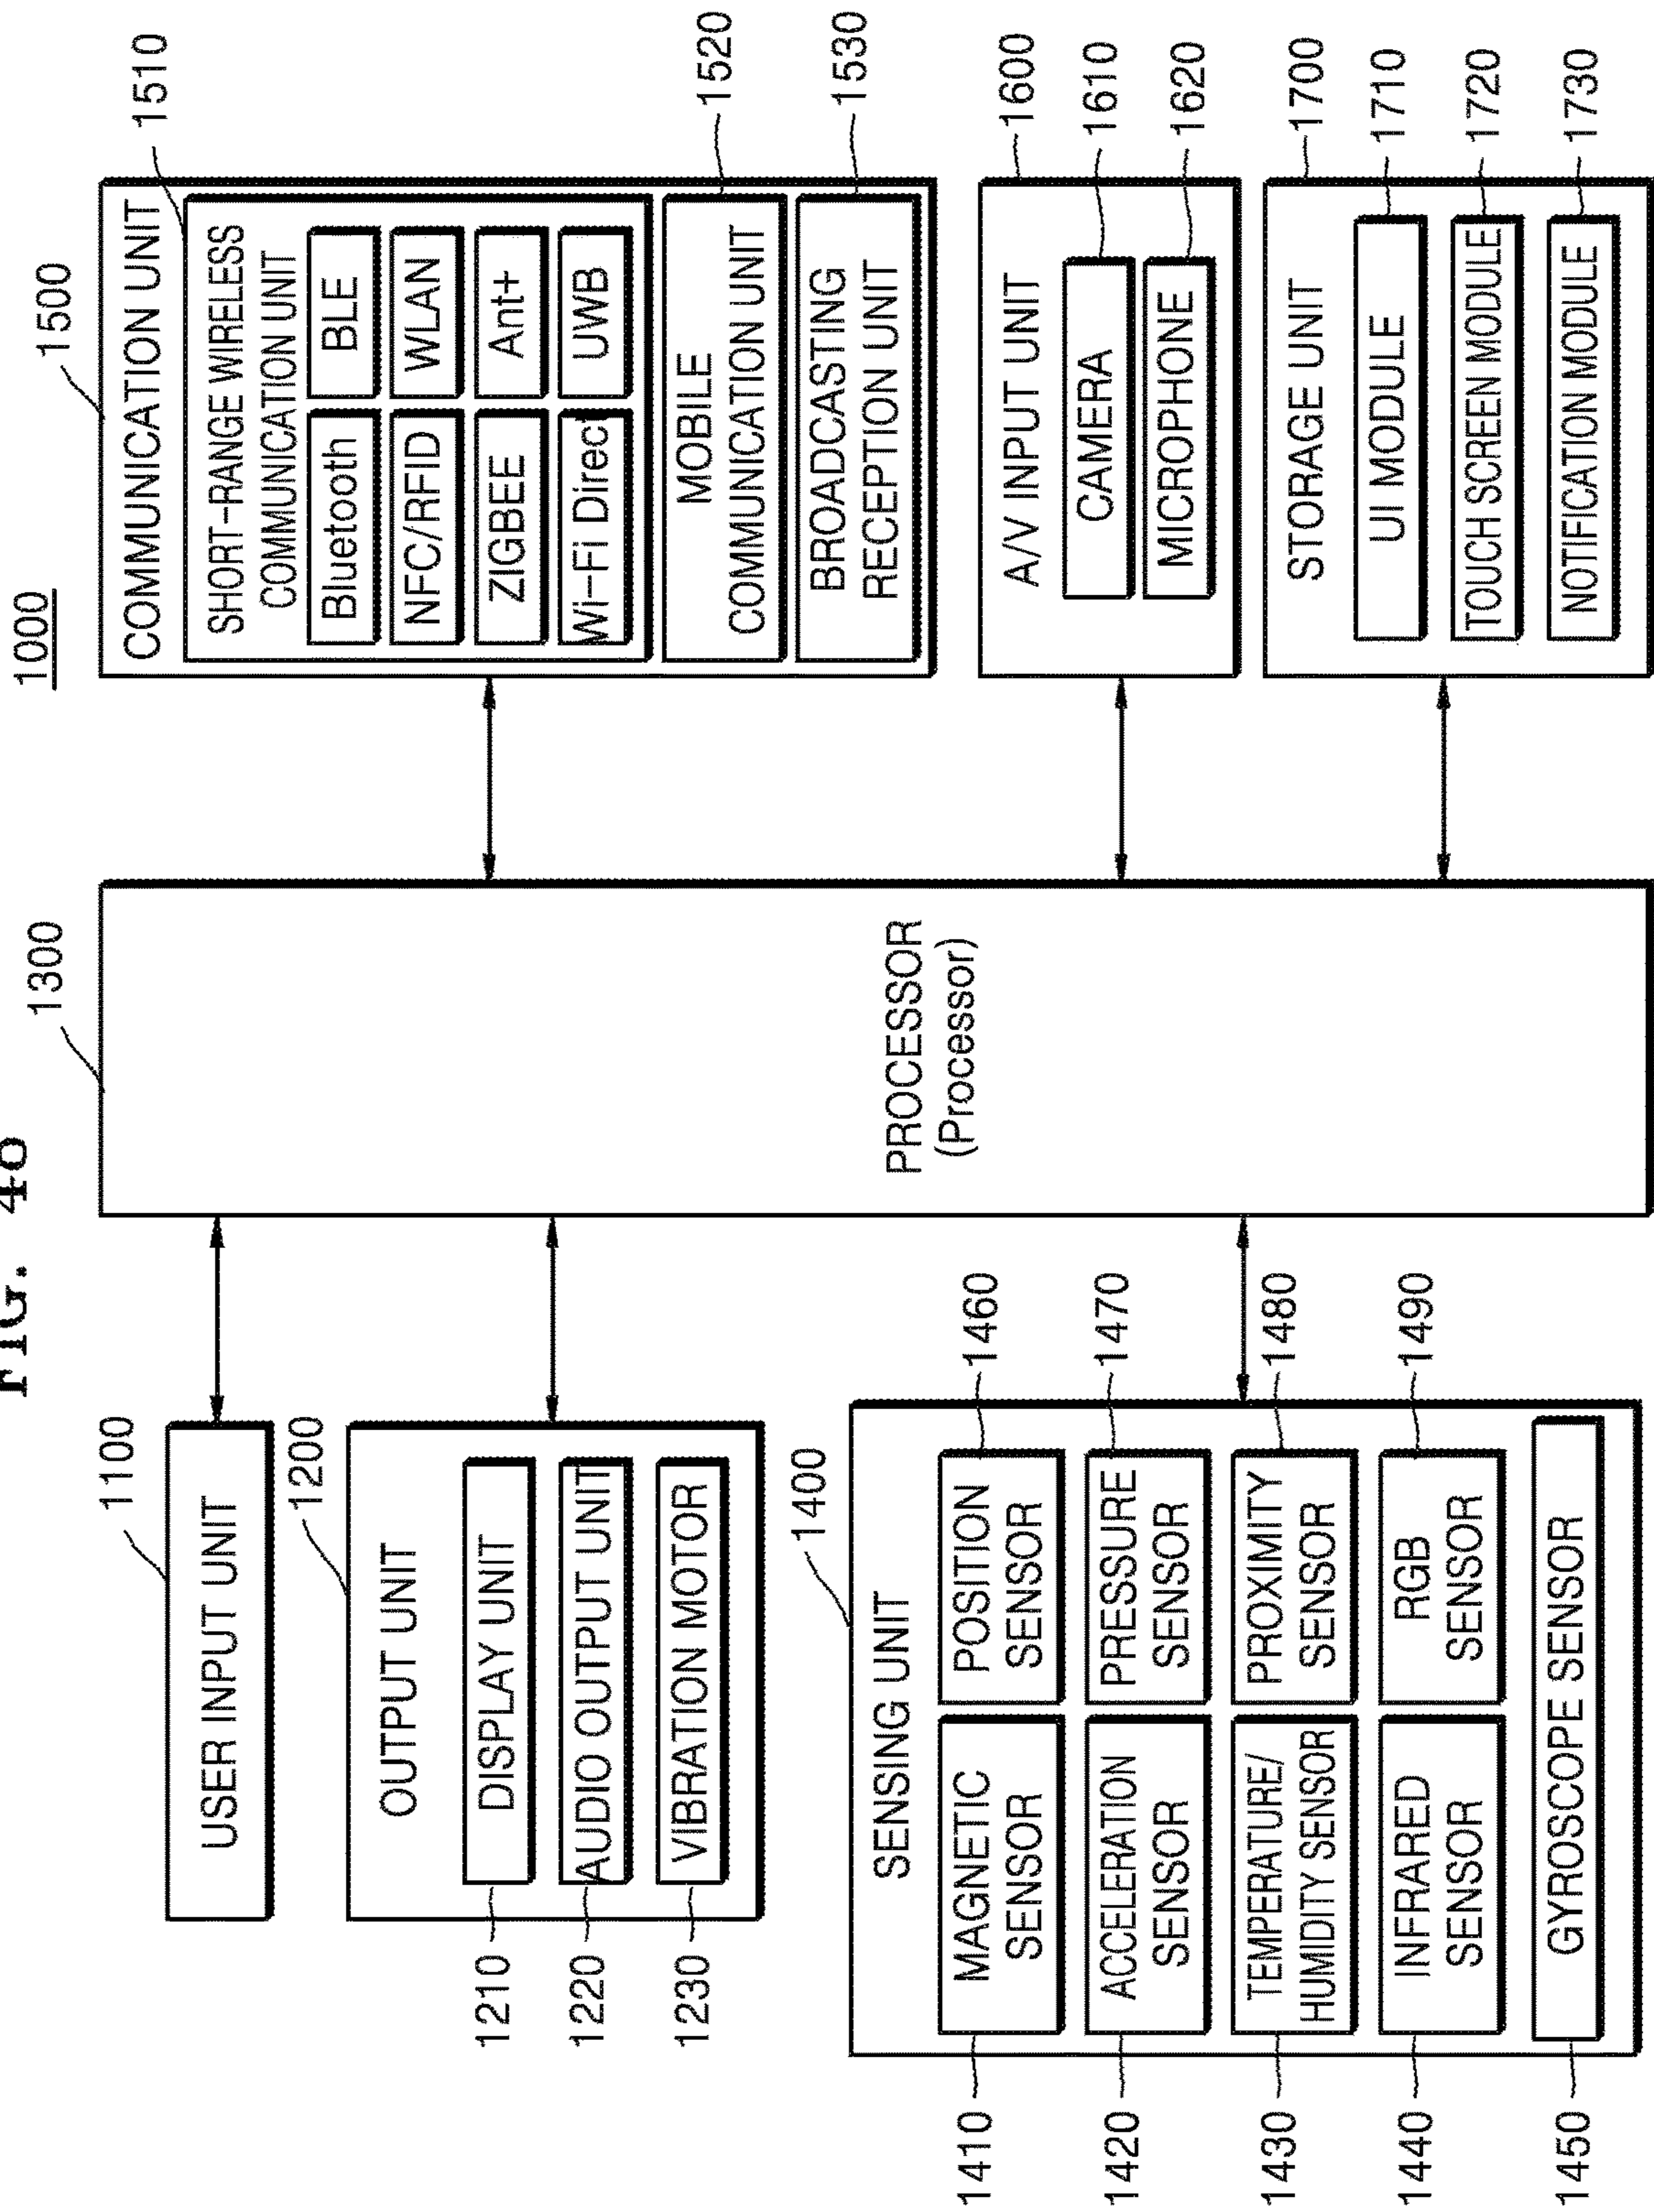 FIG.
1000
1100
USER INPUT UNIT
1200
OUTPUT UNIT
1210
DISPLAY UNIT
1220
AUDIO OUTPUT UNIT
1230
VIBRATION MOTOR
1400
SENSING UNIT
1410
MAGNETIC
SENSOR
POSITION
SENSOR
1460
1420
ACCELERATION
SENSOR
PRESSURE
SENSOR
1470
1430
TEMPERATURE/
HUMIDITY SENSOR
PROXIMITY
SENSOR
1480
1440
INFRARED
SENSOR
RGB
SENSOR
1490
1450
GYROSCOPE SENSOR
1300
PROCESSOR
(Processor)
1500
COMMUNICATION UNIT
1510
SHORT-RANGE WIRELESS
COMMUNICATION UNIT
Bluetooth
BLE
NFC/RFID
WLAN
ZIGBEE
Ant+
Wi-Fi Direct
UWB
MOBILE
COMMUNICATION UNIT
1520
BROADCASTING
RECEPTION UNIT
1530
1600
A/V INPUT UNIT
CAMERA
1610
MICROPHONE
1620
1700
STORAGE UNIT
UI MODULE
1710
TOUCH SCREEN MODULE
1720
NOTIFICATION MODULE
1730